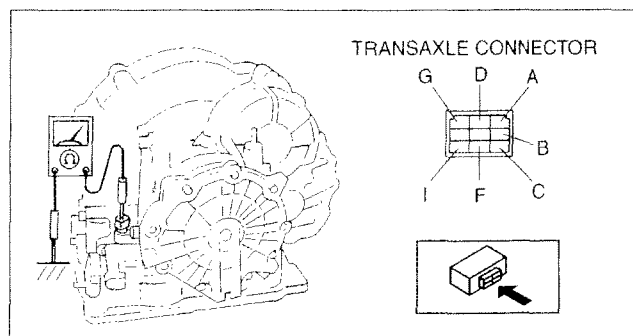 TRANSAXLE CONNECTOR
G D A
B
I F C
Ω